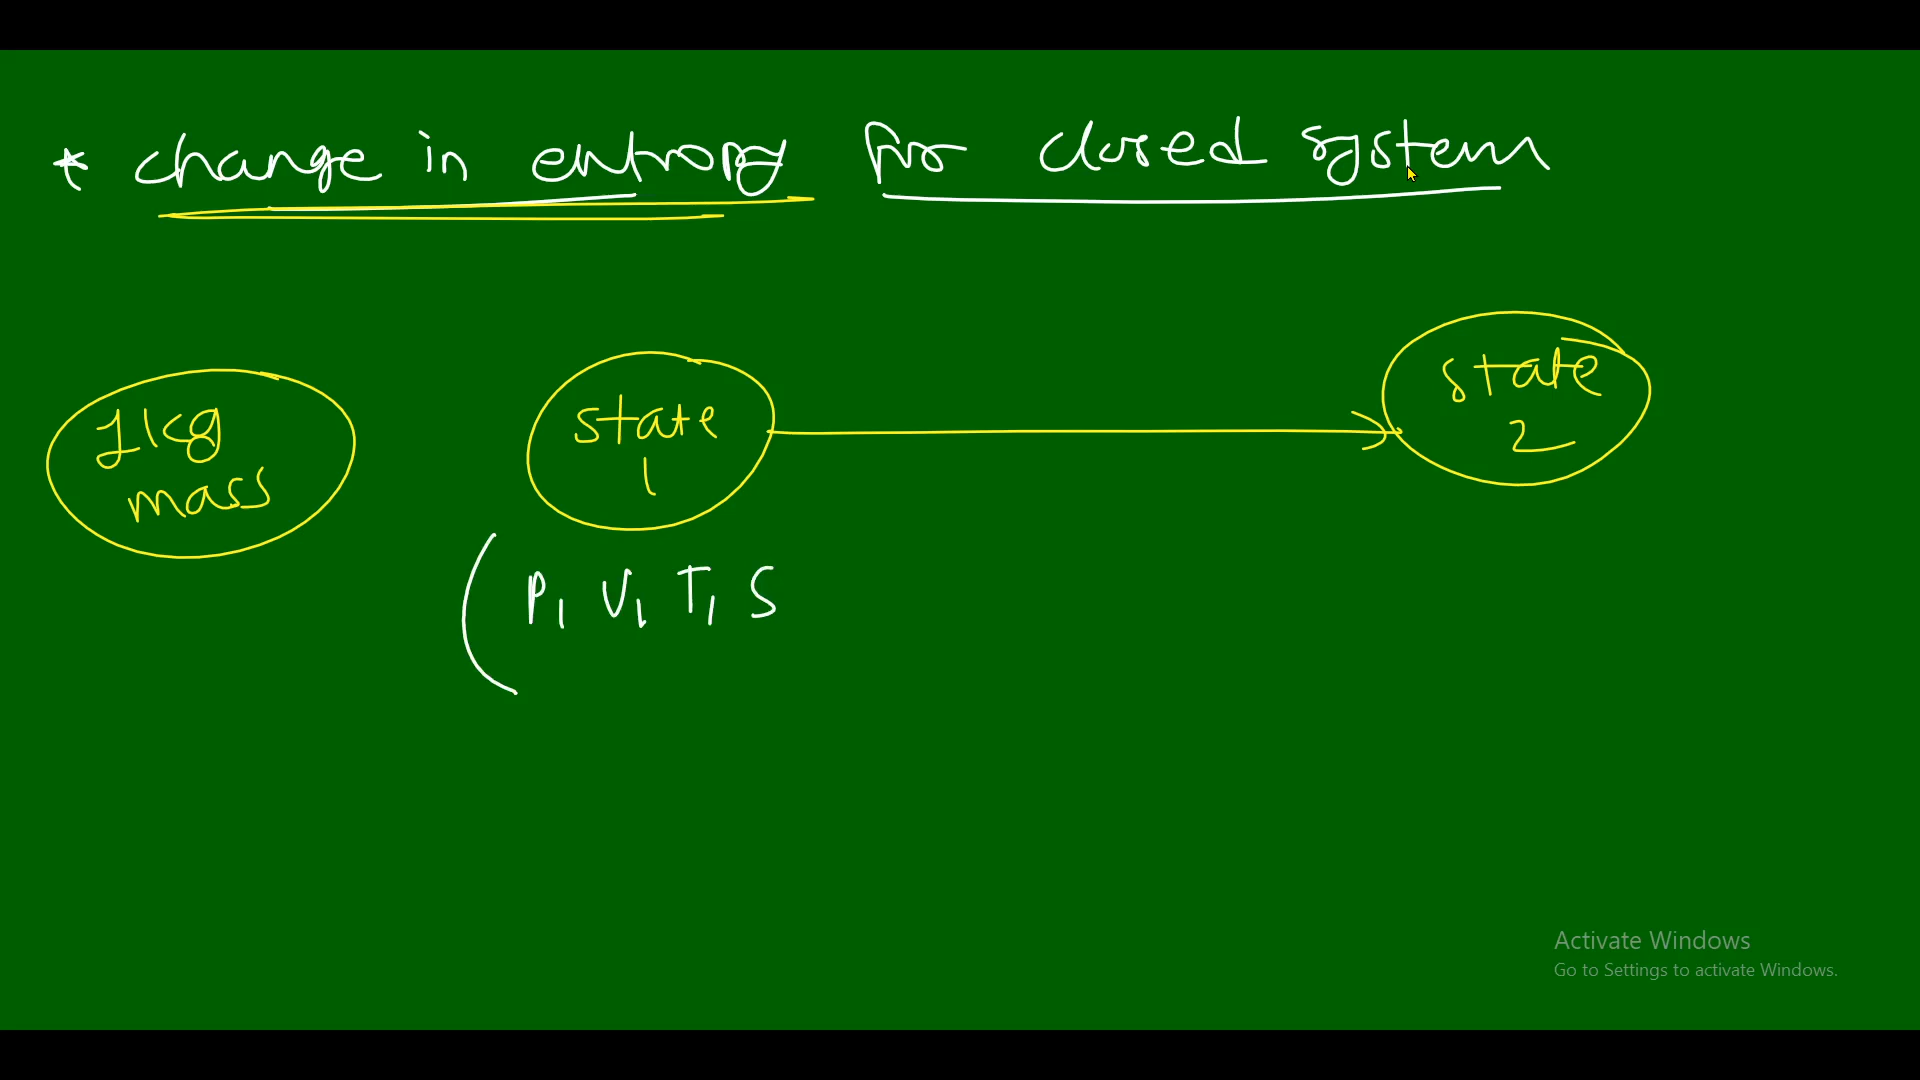 * change in entropy for closed system
1kg
mass
state
1
state
2
(P₁ V₁ T₁ S
Activate Windows
Go to Settings to activate Windows.